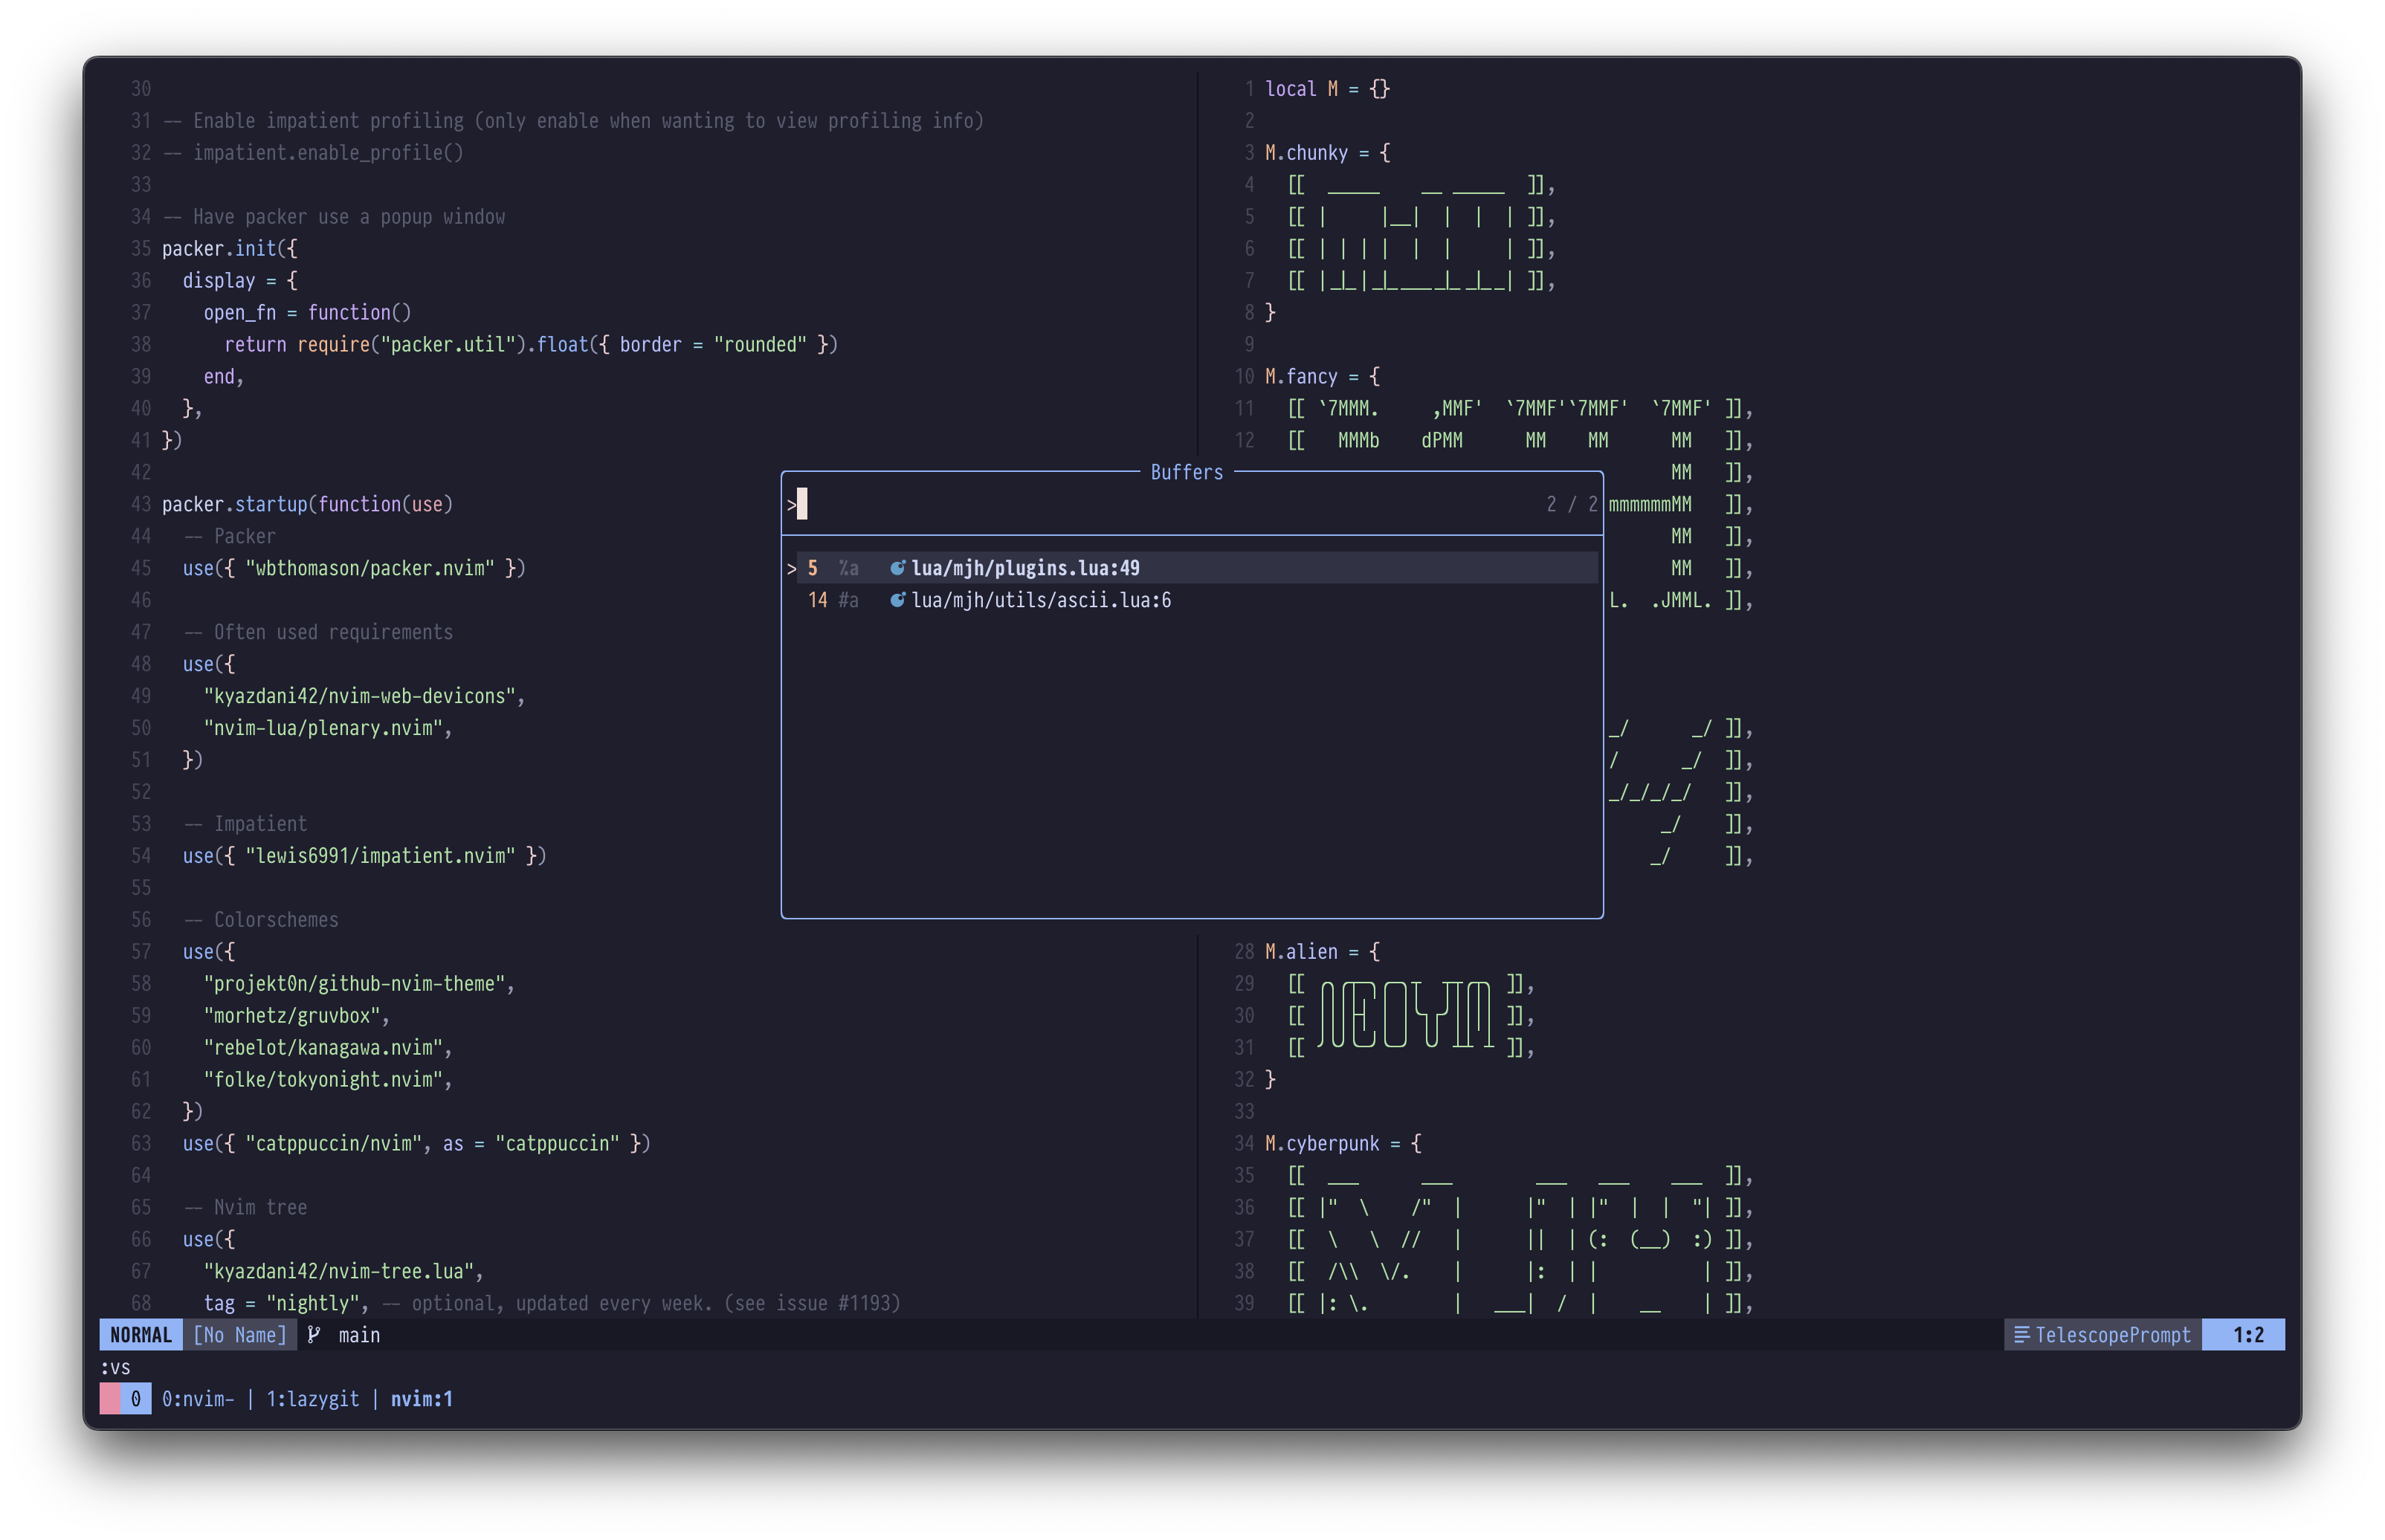 30
31 -- Enable impatient profiling (only enable when wanting to view profiling info)
32 -- impatient.enable_profile()
33
34 -- Have packer use a popup window
35 packer.init({
36   display = {
37     open_fn = function()
38       return require("packer.util").float({ border = "rounded" })
39     end,
40   },
41 })
42
43 packer.startup(function(use)
44   -- Packer
45   use({ "wbthomason/packer.nvim" })
46
47   -- Often used requirements
48   use({
49     "kyazdani42/nvim-web-devicons",
50     "nvim-lua/plenary.nvim",
51   })
52
53   -- Impatient
54   use({ "lewis6991/impatient.nvim" })
55
56   -- Colorschemes
57   use({
58     "projekt0n/github-nvim-theme",
59     "morhetz/gruvbox",
60     "rebelot/kanagawa.nvim",
61     "folke/tokyonight.nvim",
62   })
63   use({ "catppuccin/nvim", as = "catppuccin" })
64
65   -- Nvim tree
66   use({
67     "kyazdani42/nvim-tree.lua",
68     tag = "nightly", -- optional, updated every week. (see issue #1193)
1 local M = {}
2
3 M.chunky = {
4   [[  _____    __ _____  ]],
5   [[ |     |__|  |  |  | ]],
6   [[ | | | |  |  |     | ]],
7   [[ |_|_|_|_____|__|__| ]],
8 }
9
10 M.fancy = {
11   [[ `7MMM.     ,MMF'  `7MMF'`7MMF'  `7MMF' ]],
12   [[   MMMb    dPMM      MM    MM      MM   ]],
MM   ]],
mmmmmmMM   ]],
MM   ]],
MM   ]],
L.  .JMML. ]],
_/      _/ ]],
/      _/  ]],
_/_/_/_/   ]],
_/    ]],
_/     ]],
28 M.alien = {
29   [[ ]],
30   [[ NEOVIM ]],
31   [[ ]],
32 }
33
34 M.cyberpunk = {
35   [[  ___      ___        ___   ___    ___  ]],
36   [[ |"  \    /"  |      |"  | |"  |  |  "| ]],
37   [[  \   \  //   |      ||  | (:  (__)  :) ]],
38   [[  /\\  \/.    |      |:  | |          | ]],
39   [[ |: \.        |   ___|  /  |    __    | ]],
Buffers
>  2 / 2
> 5  %a  lua/mjh/plugins.lua:49
14 #a  lua/mjh/utils/ascii.lua:6
NORMAL [No Name] main TelescopePrompt 1:2
:vs
0 0:nvim- | 1:lazygit | nvim:1